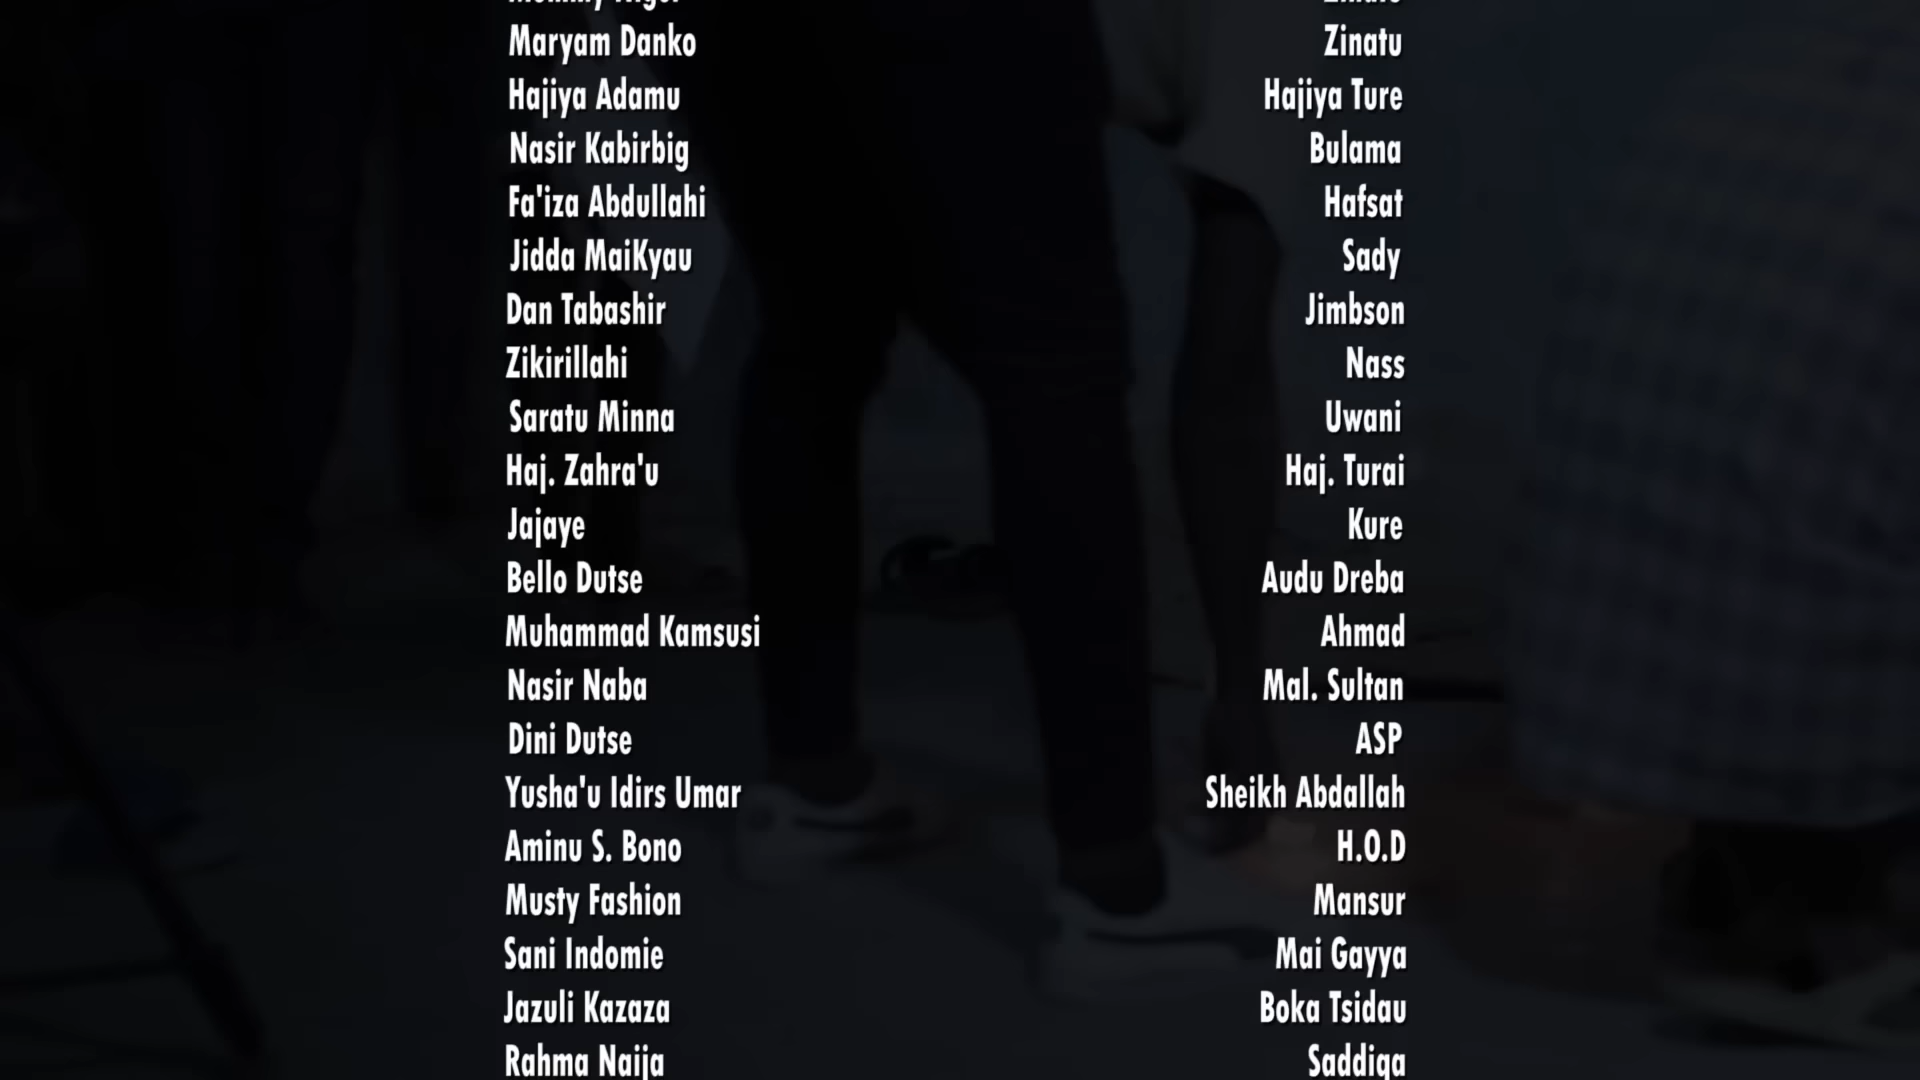 Maryam Danko Zinatu
Hajiya Adamu Hajiya Ture
Nasir Kabirbig Bulama
Fa'iza Abdullahi Hafsat
Jidda MaiKyau Sady
Dan Tabashir Jimbson
Zikirillahi Nass
Saratu Minna Uwani
Haj. Zahra'u Haj. Turai
Jajaye Kure
Bello Dutse Audu Dreba
Muhammad Kamsusi Ahmad
Nasir Naba Mal. Sultan
Dini Dutse ASP
Yusha'u Idirs Umar Sheikh Abdallah
Aminu S. Bono H.O.D
Musty Fashion Mansur
Sani Indomie Mai Gayya
Jazuli Kazaza Boka Tsidau
Rahma Naija Saddiqa